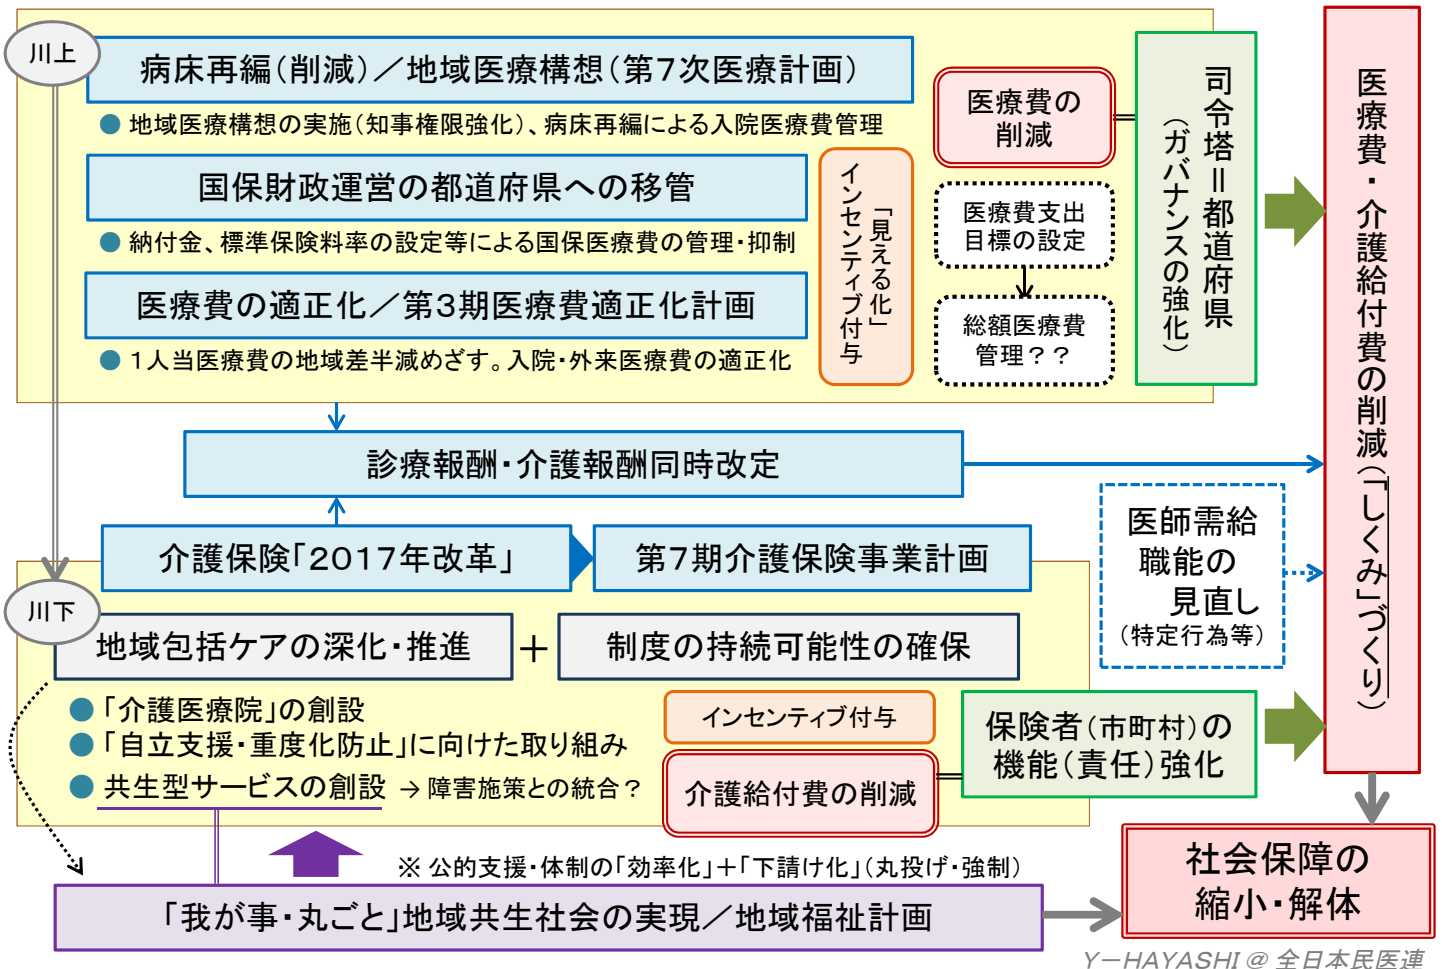 川上
病床再編（削減）／地域医療構想（第７次医療計画）
● 地域医療構想の実施（知事権限強化）、病床再編による入院医療費管理
国保財政運営の都道府県への移管
● 納付金、標準保険料率の設定等による国保医療費の管理・抑制
医療費の適正化／第３期医療費適正化計画
● １人当医療費の地域差半減めざす。入院・外来医療費の適正化
「見える化」
インセンティブ付与
医療費の
削減
医療費支出
目標の設定
総額医療費
管理？？
司令塔＝都道府県
（ガバナンスの強化）
医療費・介護給付費の削減（「しくみ」づくり）
診療報酬・介護報酬同時改定
介護保険「２０１７年改革」
第７期介護保険事業計画
医師需給
職能の
見直し
（特定行為等）
川下
地域包括ケアの深化・推進
＋
制度の持続可能性の確保
● 「介護医療院」の創設
● 「自立支援・重度化防止」に向けた取り組み
● 共生型サービスの創設 → 障害施策との統合？
インセンティブ付与
介護給付費の削減
保険者（市町村）の
機能（責任）強化
※ 公的支援・体制の「効率化」＋「下請け化」（丸投げ・強制）
「我が事・丸ごと」地域共生社会の実現／地域福祉計画
社会保障の
縮小・解体
Ｙ－HAYASHI @ 全日本民医連